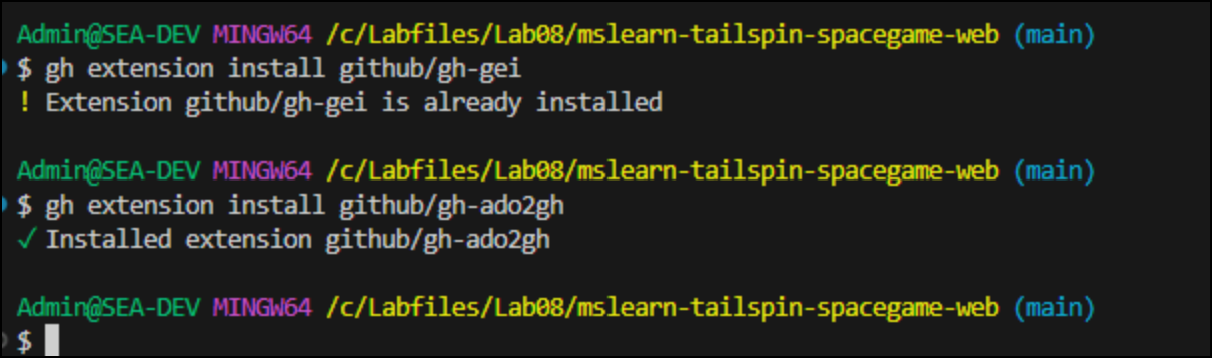 Admin@SEA-DEV MINGW64 /c/Labfiles/Lab08/mslearn-tailspin-spacegame-web (main)
$ gh extension install github/gh-gei
! Extension github/gh-gei is already installed
Admin@SEA-DEV MINGW64 /c/Labfiles/Lab08/mslearn-tailspin-spacegame-web (main)
$ gh extension install github/gh-ado2gh
✓ Installed extension github/gh-ado2gh
Admin@SEA-DEV MINGW64 /c/Labfiles/Lab08/mslearn-tailspin-spacegame-web (main)
$